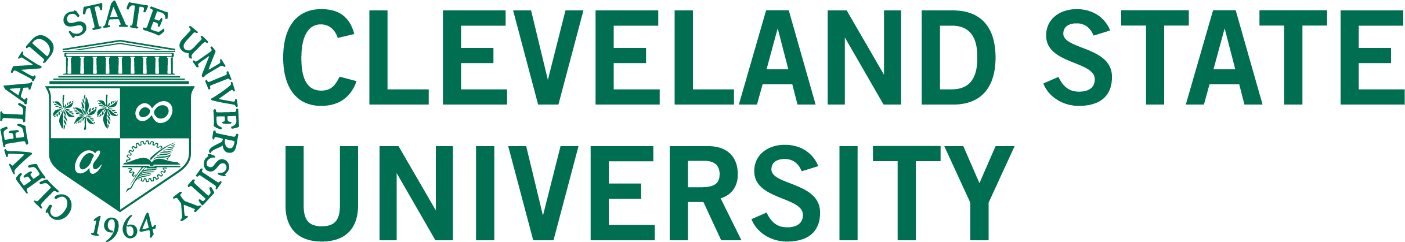 CLEVELAND STATE UNIVERSITY
∞
a
1964
CLEVELAND STATE
UNIVERSITY